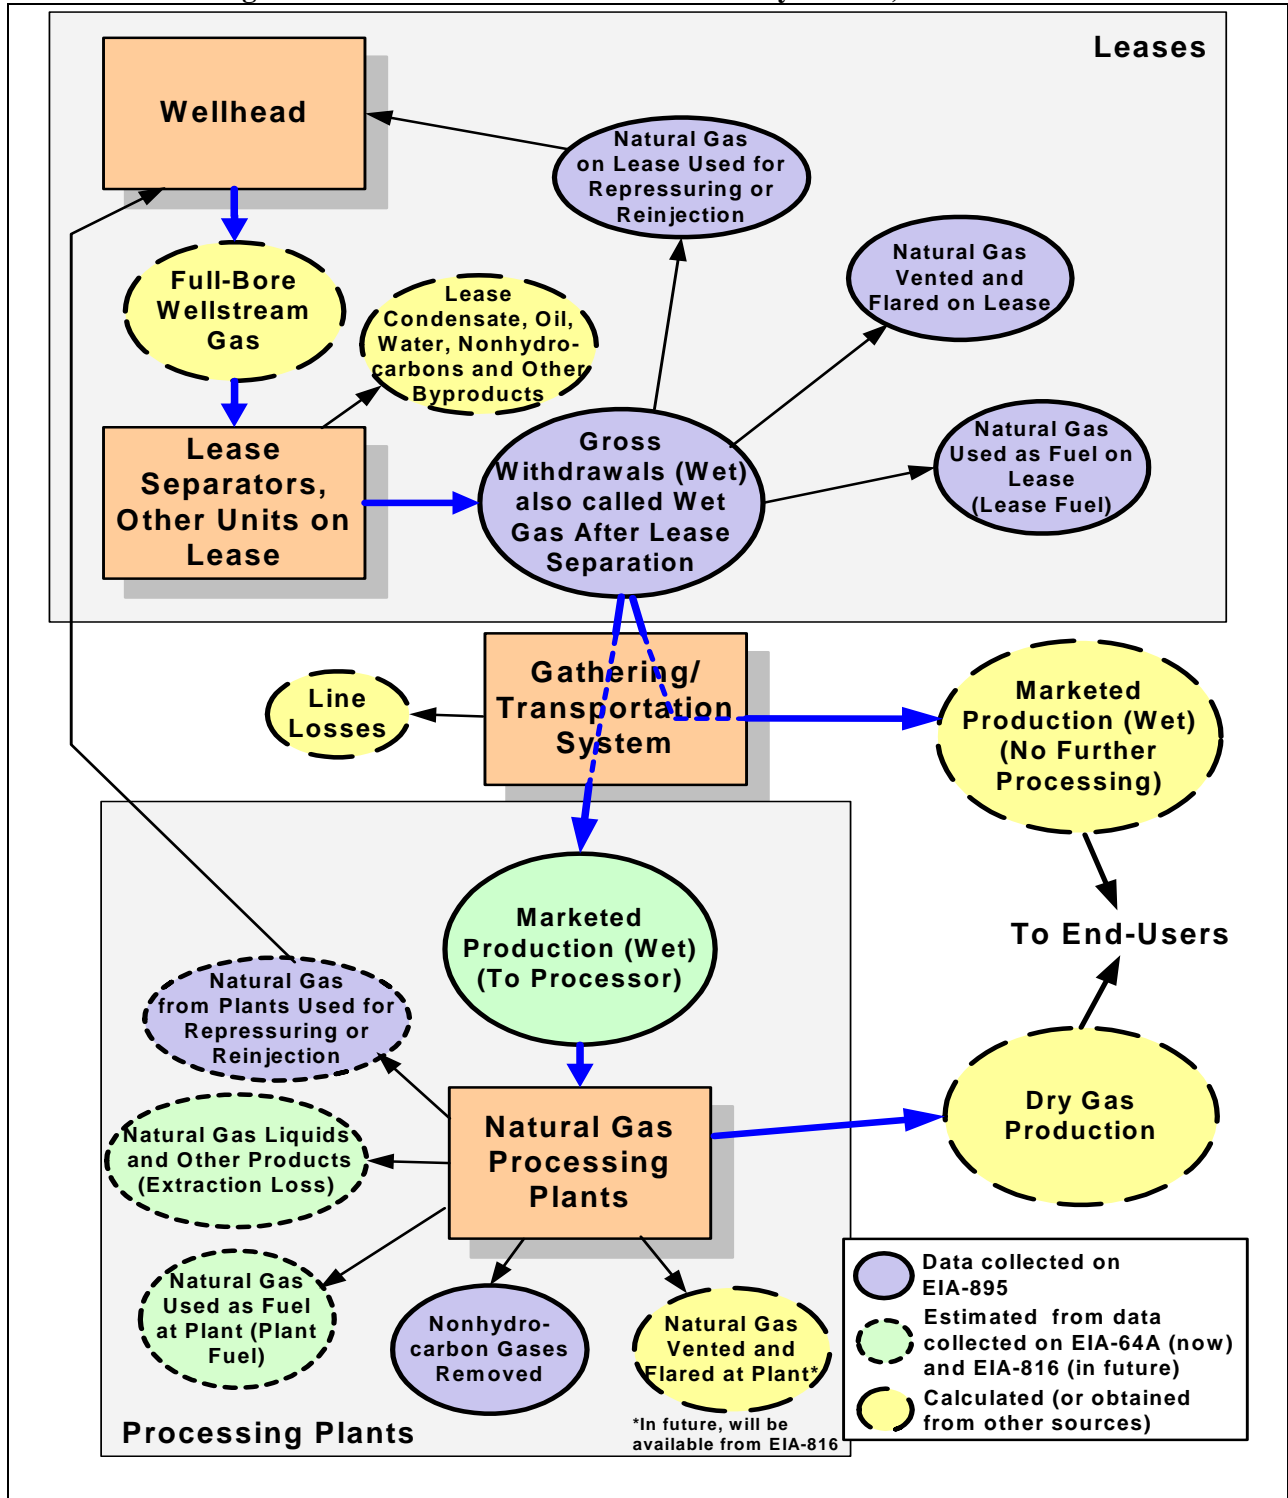 Leases
Wellhead
Natural Gas
on Lease Used for
Repressuring or
Reinjection
Natural Gas
Vented and
Flared on Lease
Full-Bore
Wellstream
Gas
Lease
Condensate, Oil,
Water, Nonhydro-
carbons and Other
Byproducts
Lease
Separators,
Other Units on
Lease
Gross
Withdrawals (Wet)
also called Wet
Gas After Lease
Separation
Natural Gas
Used as Fuel on
Lease
(Lease Fuel)
Gathering/
Transportation
System
Line
Losses
Marketed
Production (Wet)
(No Further
Processing)
Marketed
Production (Wet)
(To Processor)
To End-Users
Natural Gas
from Plants Used for
Repressuring or
Reinjection
Natural Gas Liquids
and Other Products
(Extraction Loss)
Natural Gas
Used as Fuel
at Plant (Plant
Fuel)
Natural Gas
Processing
Plants
Dry Gas
Production
Nonhydro-
carbon Gases
Removed
Natural Gas
Vented and
Flared at Plant*
*In future, will be
available from EIA-816
Processing Plants
Data collected on
EIA-895
Estimated from data
collected on EIA-64A (now)
and EIA-816 (in future)
Calculated (or obtained
from other sources)